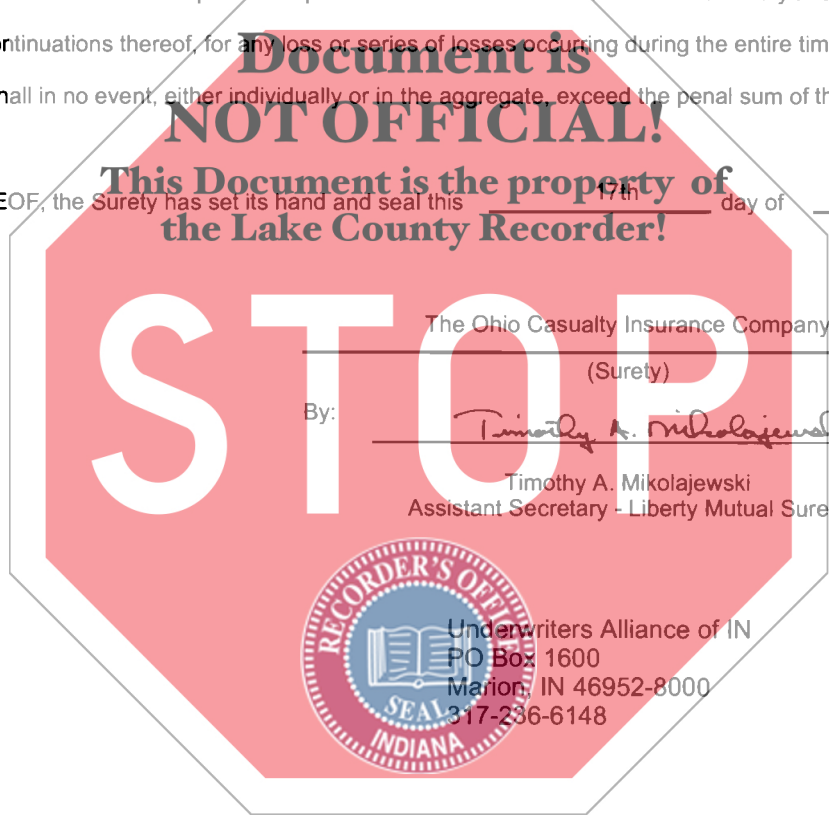 ntinuations thereof, for any loss or series of losses occurring during the entire tim
Document is
all in no event, either individually or in the aggregate, exceed the penal sum of th
NOT OFFICIAL!
This Document is the property of
EOF, the Surety has set its hand and seal this 17th day of
the Lake County Recorder!
STOP
The Ohio Casualty Insurance Company
(Surety)
By: Timothy A. Mikolajews
Timothy A. Mikolajewski
Assistant Secretary - Liberty Mutual Sure
RECORDER'S OFFICE
SEAL
INDIANA
Underwriters Alliance of IN
PO Box 1600
Marion, IN 46952-8000
317-236-6148